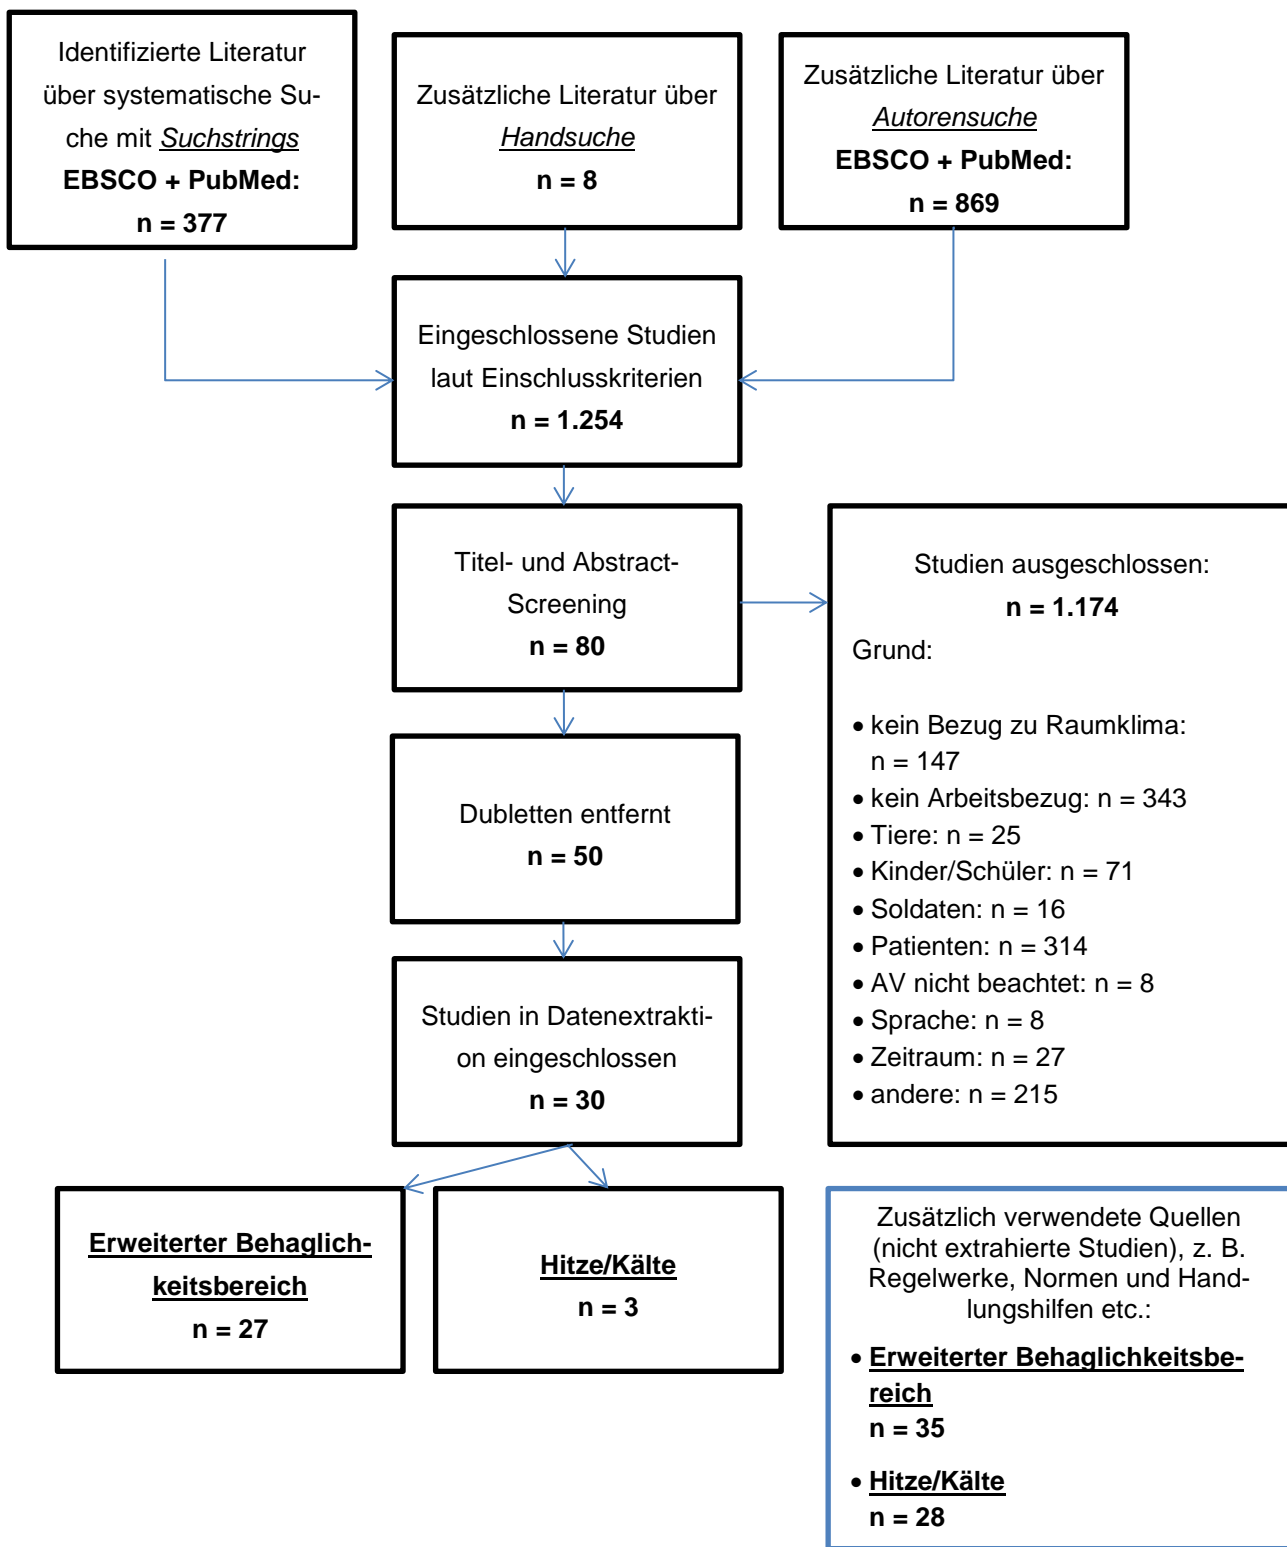 Identifizierte Literatur
über systematische Su-
che mit Suchstrings
EBSCO + PubMed:
n = 377
Zusätzliche Literatur über
Handsuche
n = 8
Zusätzliche Literatur über
Autorensuche
EBSCO + PubMed:
n = 869
Eingeschlossene Studien
laut Einschlusskriterien
n = 1.254
Titel- und Abstract-
Screening
n = 80
Studien ausgeschlossen:
n = 1.174
Grund:
• kein Bezug zu Raumklima:
n = 147
• kein Arbeitsbezug: n = 343
• Tiere: n = 25
• Kinder/Schüler: n = 71
• Soldaten: n = 16
• Patienten: n = 314
• AV nicht beachtet: n = 8
• Sprache: n = 8
• Zeitraum: n = 27
• andere: n = 215
Dubletten entfernt
n = 50
Studien in Datenextrakti-
on eingeschlossen
n = 30
Erweiterter Behaglich-
keitsbereich
n = 27
Hitze/Kälte
n = 3
Zusätzlich verwendete Quellen
(nicht extrahierte Studien), z. B.
Regelwerke, Normen und Hand-
lungshilfen etc.:
• Erweiterter Behaglichkeitsbe-
reich
n = 35
• Hitze/Kälte
n = 28